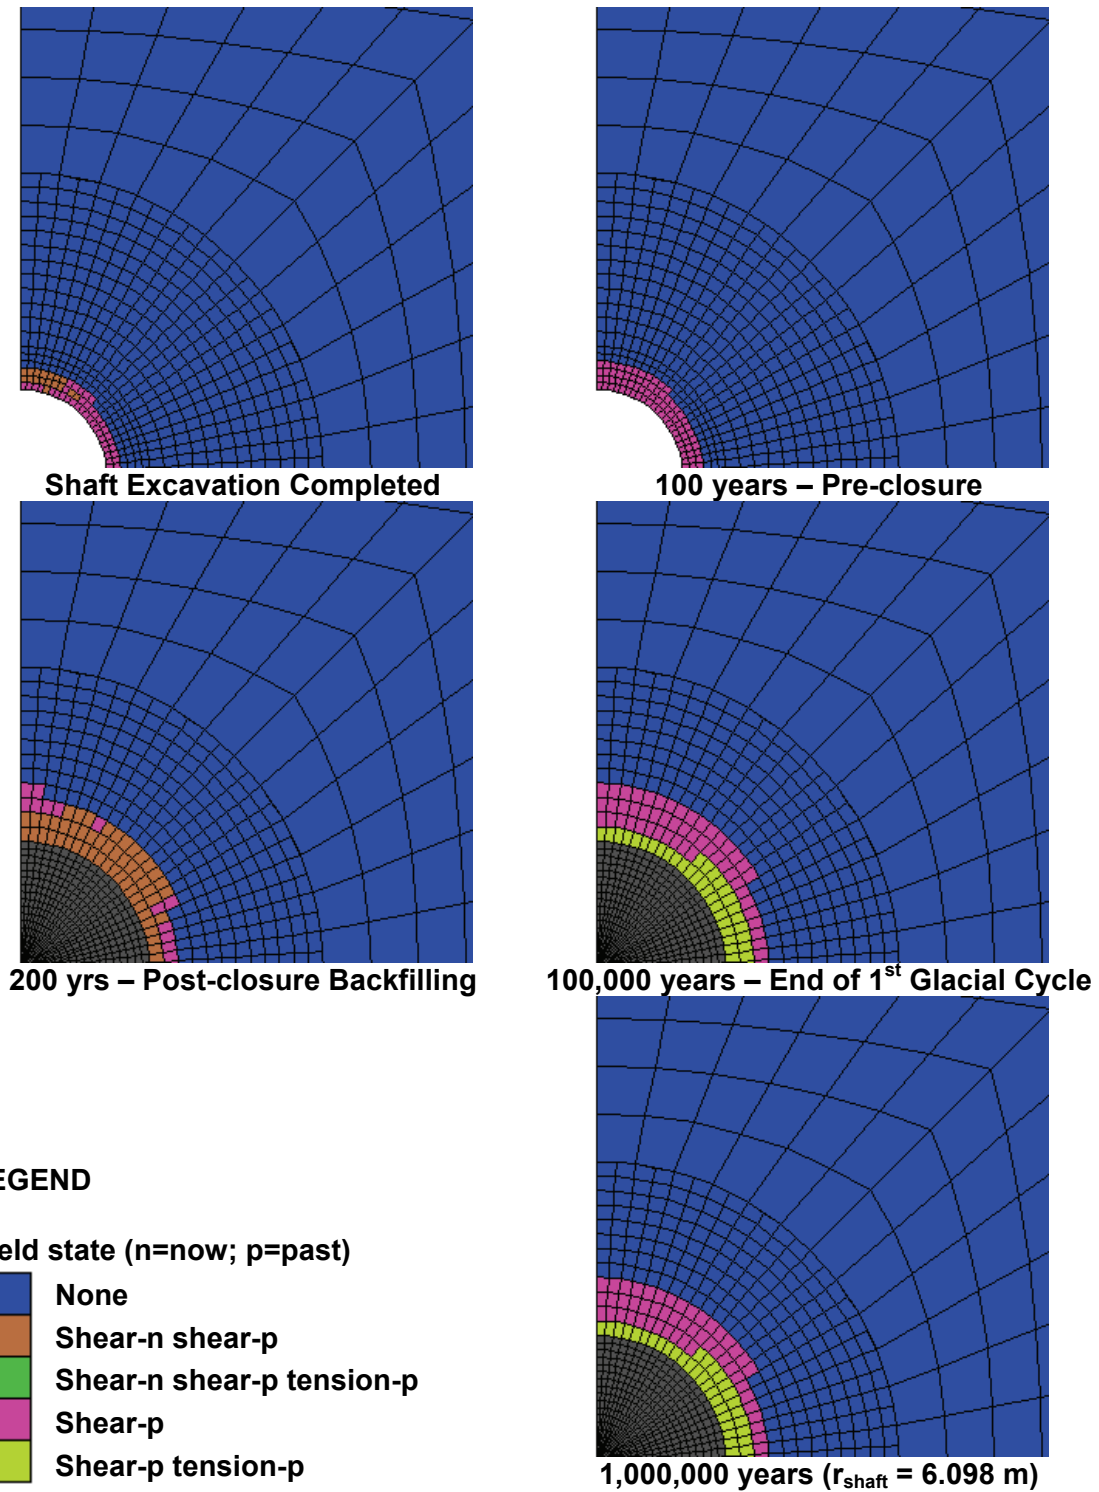 Shaft Excavation Completed
100 years – Pre-closure
200 yrs – Post-closure Backfilling
100,000 years – End of 1st Glacial Cycle
EGEND
eld state (n=now; p=past)
None
Shear-n shear-p
Shear-n shear-p tension-p
Shear-p
Shear-p tension-p
1,000,000 years (rshaft = 6.098 m)